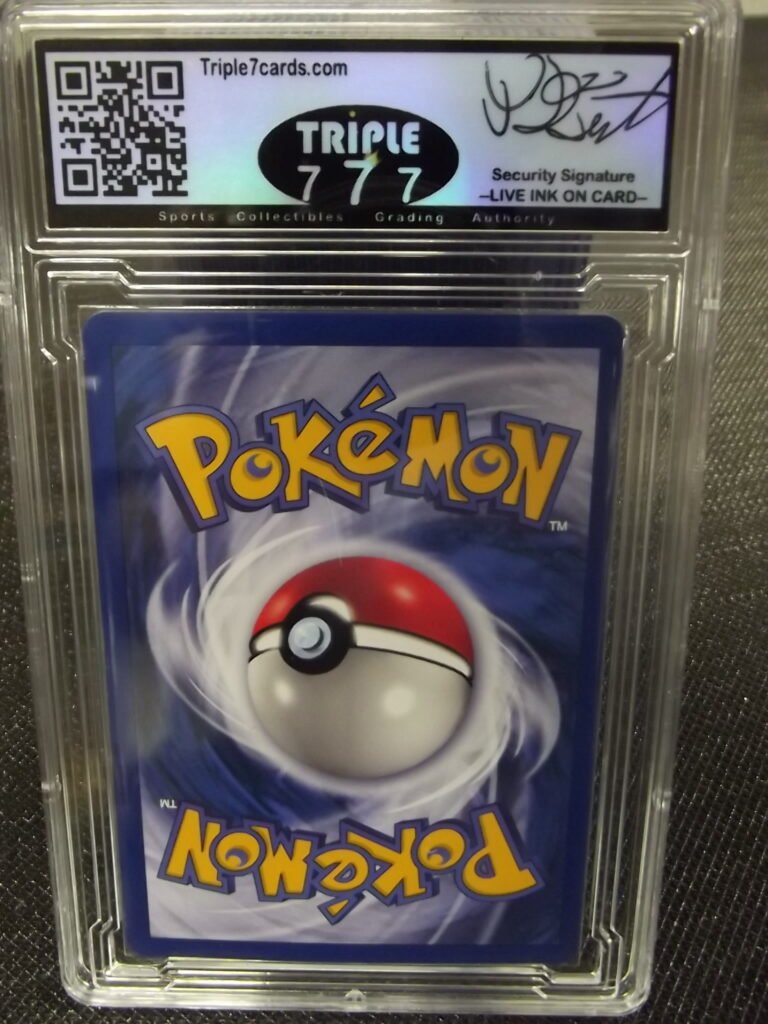 Triple7cards.com
TRIPLE
777
Security Signature
–LIVE INK ON CARD–
Sports Collectibles Grading Authority
POKéMON
TM
TM
POKéMON